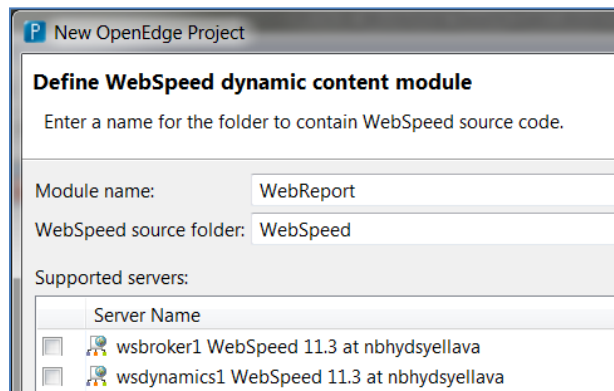 New OpenEdge Project
Define WebSpeed dynamic content module
Enter a name for the folder to contain WebSpeed source code.
Module name: WebReport
WebSpeed source folder: WebSpeed
Supported servers:
Server Name
wsbroker1 WebSpeed 11.3 at nbhydsyellava
wsdynamics1 WebSpeed 11.3 at nbhydsyellava